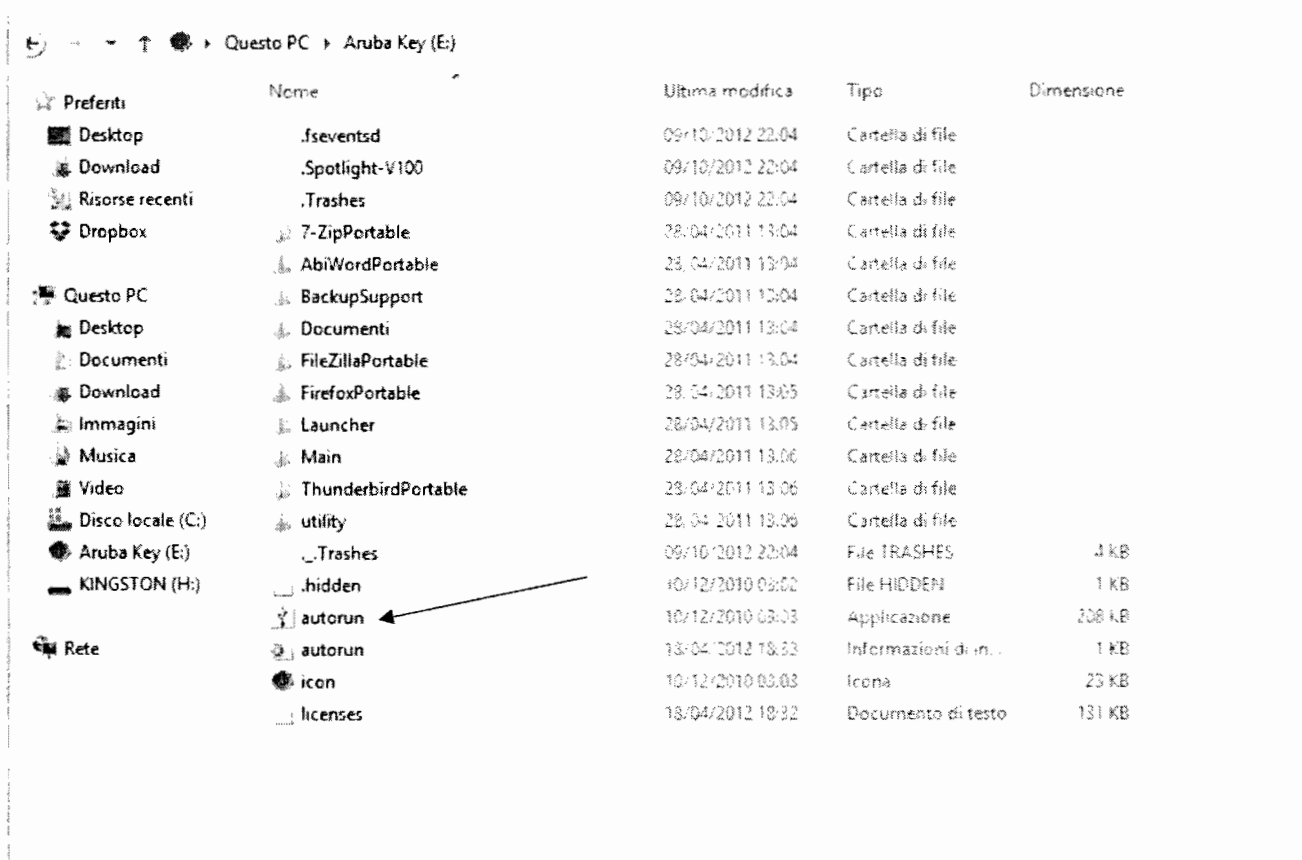 Questo PC Aruba Key (E:)
Nome Ultima modifica Tipo Dimensione
Preferiti
Desktop .fseventsd 09/10/2012 22:04 Cartella di file
Download .Spotlight-V100 09/10/2012 22:04 Cartella di file
Risorse recenti .Trashes 09/10/2012 22:04 Cartella di file
Dropbox 7-ZipPortable 28/04/2011 13:04 Cartella di file
AbiWordPortable 28/04/2011 13:04 Cartella di file
Questo PC BackupSupport 28/04/2011 13:04 Cartella di file
Desktop Documenti 28/04/2011 13:04 Cartella di file
Documenti FileZillaPortable 28/04/2011 13:04 Cartella di file
Download FirefoxPortable 28/04/2011 13:05 Cartella di file
Immagini Launcher 28/04/2011 13:05 Cartella di file
Musica Main 28/04/2011 13:06 Cartella di file
Video ThunderbirdPortable 28/04/2011 13:06 Cartella di file
Disco locale (C:) utility 28/04/2011 13:06 Cartella di file
Aruba Key (E:) ._.Trashes 09/10/2012 22:04 File TRASHES 4 KB
KINGSTON (H:) .hidden 10/12/2010 File HIDDEN 1 KB
autorun 10/12/2010 Applicazione 208 KB
Rete autorun 18/04/2012 18:33 Informazioni di in... 1 KB
icon 10/12/2010 Icona 23 KB
licenses 18/04/2012 18:32 Documento di testo 131 KB